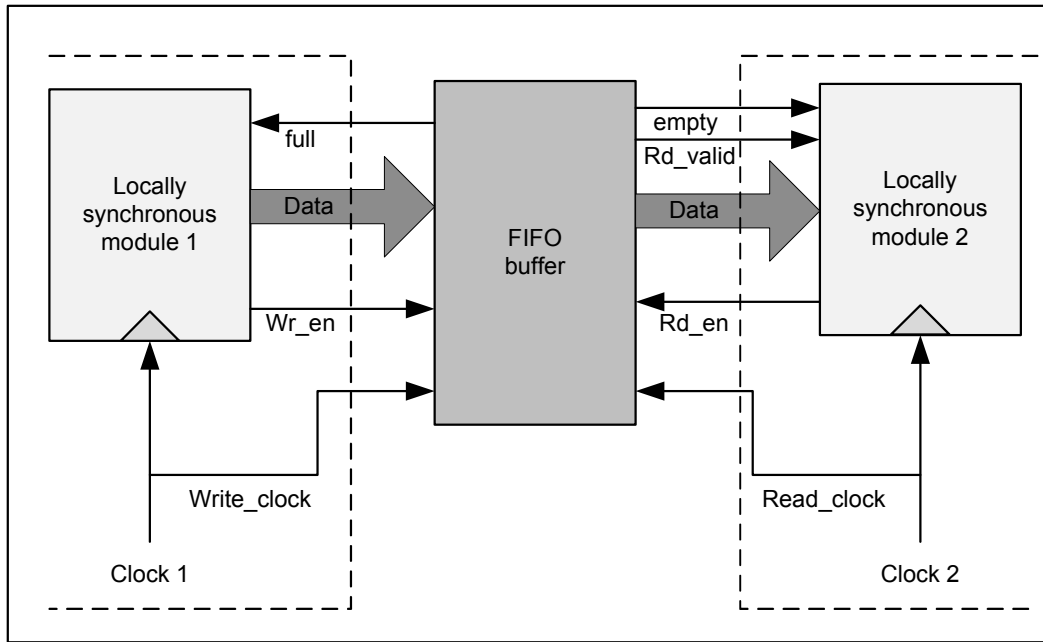 Locally
synchronous
module 1
full
Data
Wr_en
Write_clock
Clock 1
FIFO
buffer
empty
Rd_valid
Data
Rd_en
Read_clock
Locally
synchronous
module 2
Clock 2